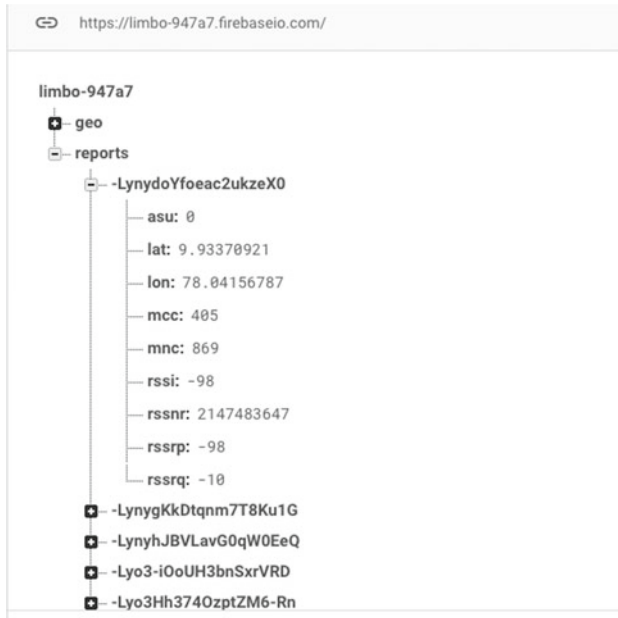 https://limbo-947a7.firebaseio.com/
limbo-947a7
geo
reports
-LynydoYfoeac2ukzeX0
asu: 0
lat: 9.93370921
lon: 78.04156787
mcc: 405
mnc: 869
rssi: -98
rssnr: 2147483647
rssrp: -98
rssrq: -10
-LynygKkDtqnm7T8Ku1G
-LynyhJBVLavG0qW0EeQ
-Lyo3-iOoUH3bnSxrVRD
-Lyo3Hh374OzptZM6-Rn